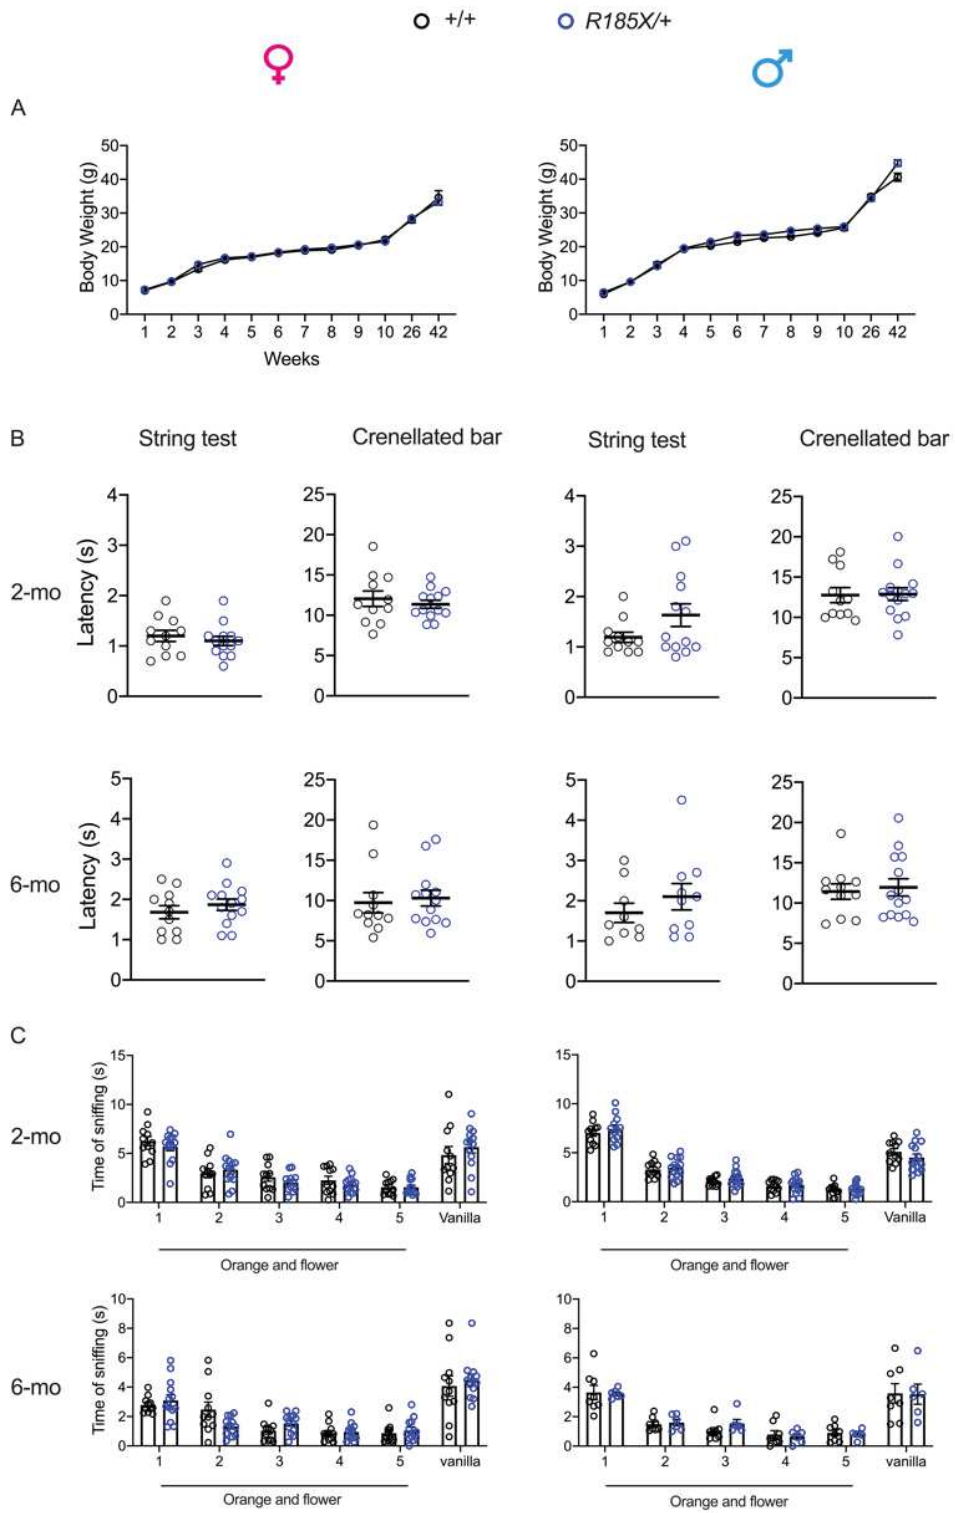 +/+ R185X/+
A
50 50
40 40
30 30
20 20
10 10
0 0
Body Weight (g) Body Weight (g)
1 2 3 4 5 6 7 8 9 10 26 42 1 2 3 4 5 6 7 8 9 10 26 42
Weeks
B String test Crenellated bar String test Crenellated bar
2-mo
Latency (s)
4 3 2 1 0
25 20 15 10 5 0
4 3 2 1 0
25 20 15 10 5 0
6-mo
Latency (s)
5 4 3 2 1 0
25 20 15 10 5 0
5 4 3 2 1 0
25 20 15 10 5 0
C
2-mo
Time of sniffing (s)
15 10 5 0
15 10 5 0
1 2 3 4 5 Vanilla 1 2 3 4 5 Vanilla
Orange and flower Orange and flower
6-mo
Time of sniffing (s)
10 8 6 4 2 0
10 8 6 4 2 0
1 2 3 4 5 vanilla 1 2 3 4 5 vanilla
Orange and flower Orange and flower